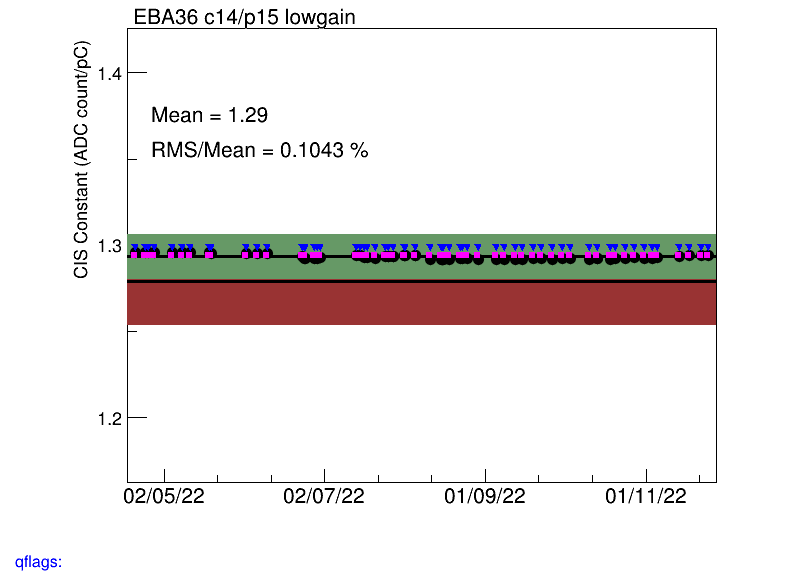 EBA36 c14/p15 lowgain
CIS Constant (ADC count/pC)
1.4
Mean = 1.29
RMS/Mean = 0.1043 %
1.3
1.2
02/05/22
02/07/22
01/09/22
01/11/22
qflags: